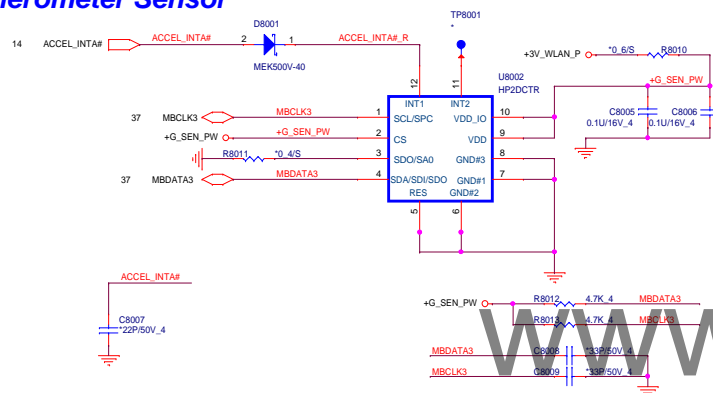 erometer Sensor
D8001
TP8001
*
14 ACCEL_INTA# ACCEL_INTA# 2 1 ACCEL_INTA#_R
MEK500V-40
+3V_WLAN_P *0_6/S R8010
+G_SEN_PW
12 11
U8002
HP2DCTR
INT1 INT2
37 MBCLK3 MBCLK3 1 SCL/SPC VDD_IO 10
C8005 C8006
0.1U/16V_4 0.1U/16V_4
+G_SEN_PW +G_SEN_PW 2 CS VDD 9
R8011 *0_4/S 3 SDO/SA0 GND#3 8
37 MBDATA3 MBDATA3 4 SDA/SDI/SDO GND#1 7
RES GND#2
5 6
ACCEL_INTA#
C8007
*22P/50V_4
+G_SEN_PW R8012 4.7K_4 MBDATA3
R8013 4.7K_4 MBCLK3
MBDATA3 C8008 *33P/50V_4
MBCLK3 C8009 *33P/50V_4